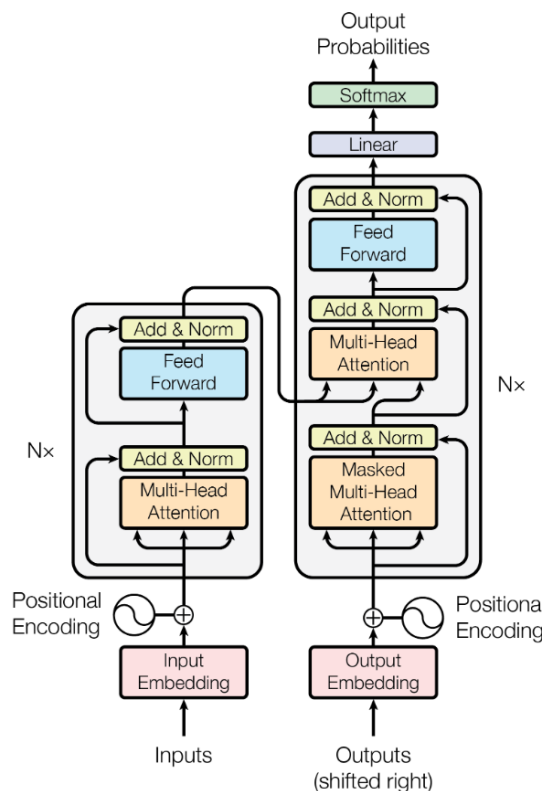 Output
Probabilities
Softmax
Linear
Add & Norm
Feed
Forward
Add & Norm
Multi-Head
Attention
Add & Norm
Masked
Multi-Head
Attention
Nx
Add & Norm
Feed
Forward
Add & Norm
Multi-Head
Attention
Nx
Positional
Encoding
Positiona
Encoding
Input
Embedding
Output
Embedding
Inputs
Outputs
(shifted right)